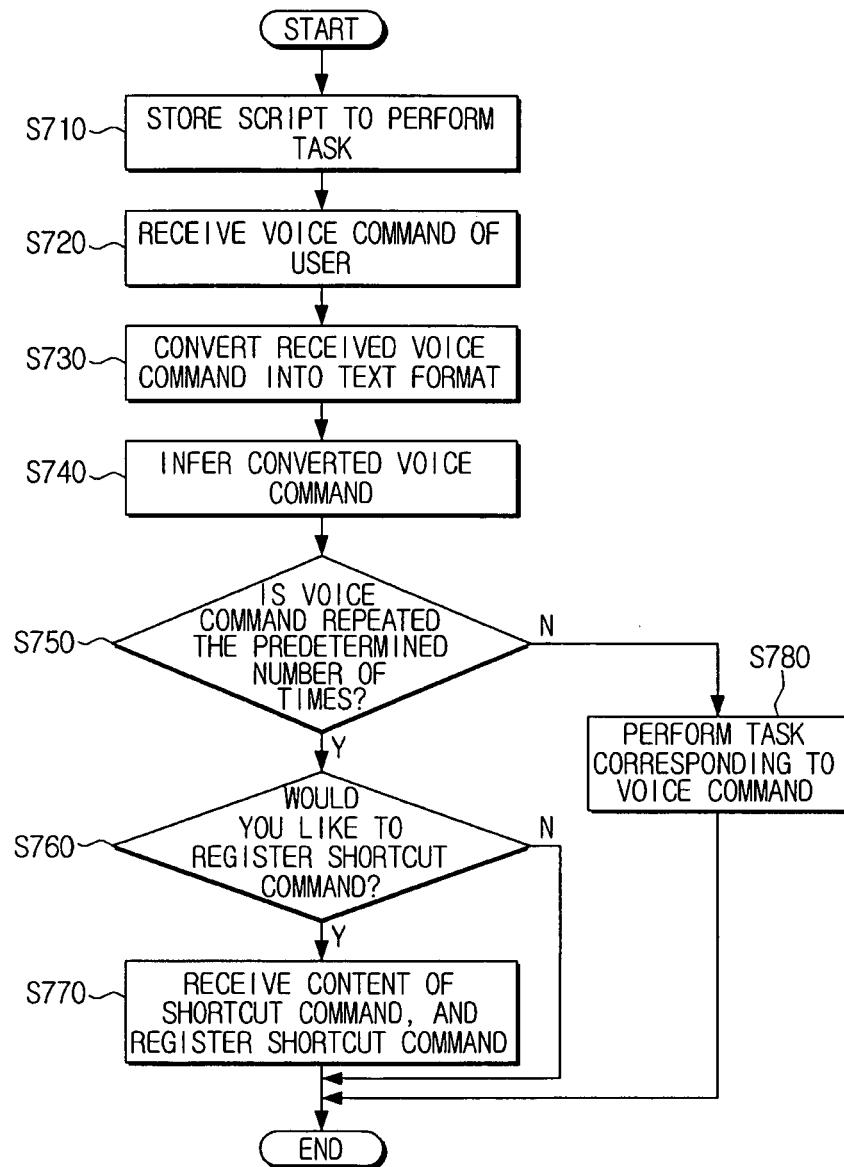 START
S710
STORE SCRIPT TO PERFORM
TASK
S720
RECEIVE VOICE COMMAND OF
USER
S730
CONVERT RECEIVED VOICE
COMMAND INTO TEXT FORMAT
S740
INFER CONVERTED VOICE
COMMAND
S750
IS VOICE
COMMAND REPEATED
THE PREDETERMINED
NUMBER OF
TIMES?
N
Y
S780
PERFORM TASK
CORRESPONDING TO
VOICE COMMAND
S760
WOULD
YOU LIKE TO
REGISTER SHORTCUT
COMMAND?
N
Y
S770
RECEIVE CONTENT OF
SHORTCUT COMMAND, AND
REGISTER SHORTCUT COMMAND
END